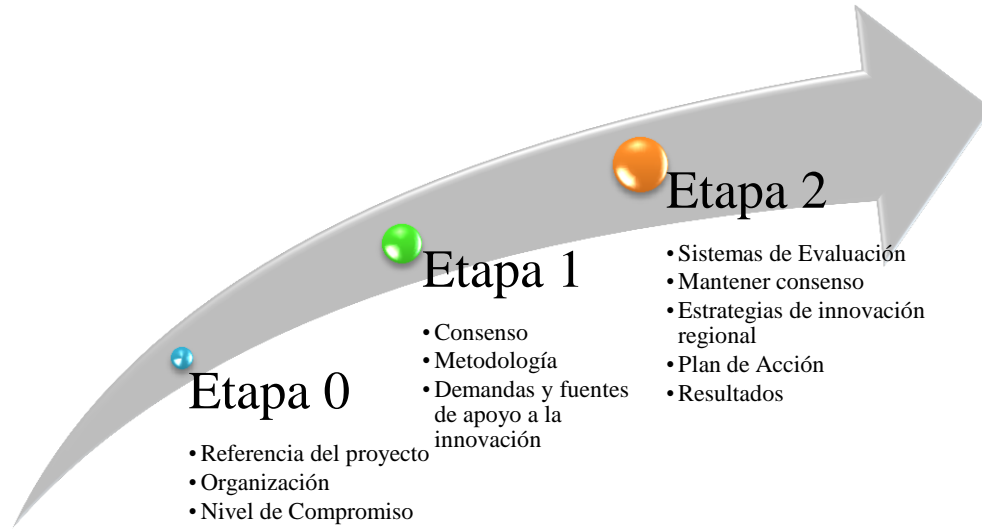 Etapa 0
• Referencia del proyecto
• Organización
• Nivel de Compromiso
Etapa 1
• Consenso
• Metodología
• Demandas y fuentes
de apoyo a la
innovación
Etapa 2
• Sistemas de Evaluación
• Mantener consenso
• Estrategias de innovación
regional
• Plan de Acción
• Resultados